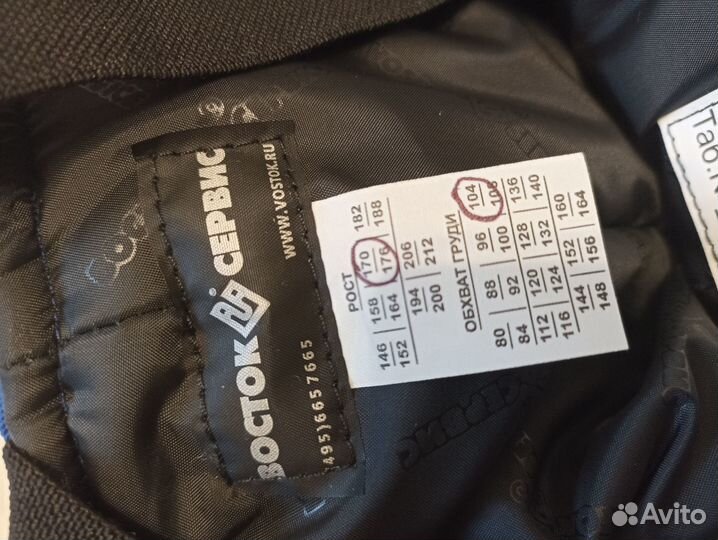 ВОСТОК СЕРВИС
WWW.VOSTOK.RU
495)6657665
РОСТ
146 158 170 182
152 164 176 188
194 206
200 212
ОБХВАТ ГРУДИ
80 88 96 104
84 92 100 108
112 120 128 136
116 124 132 140
144 152 160
148 156 164
Таб.
Avito